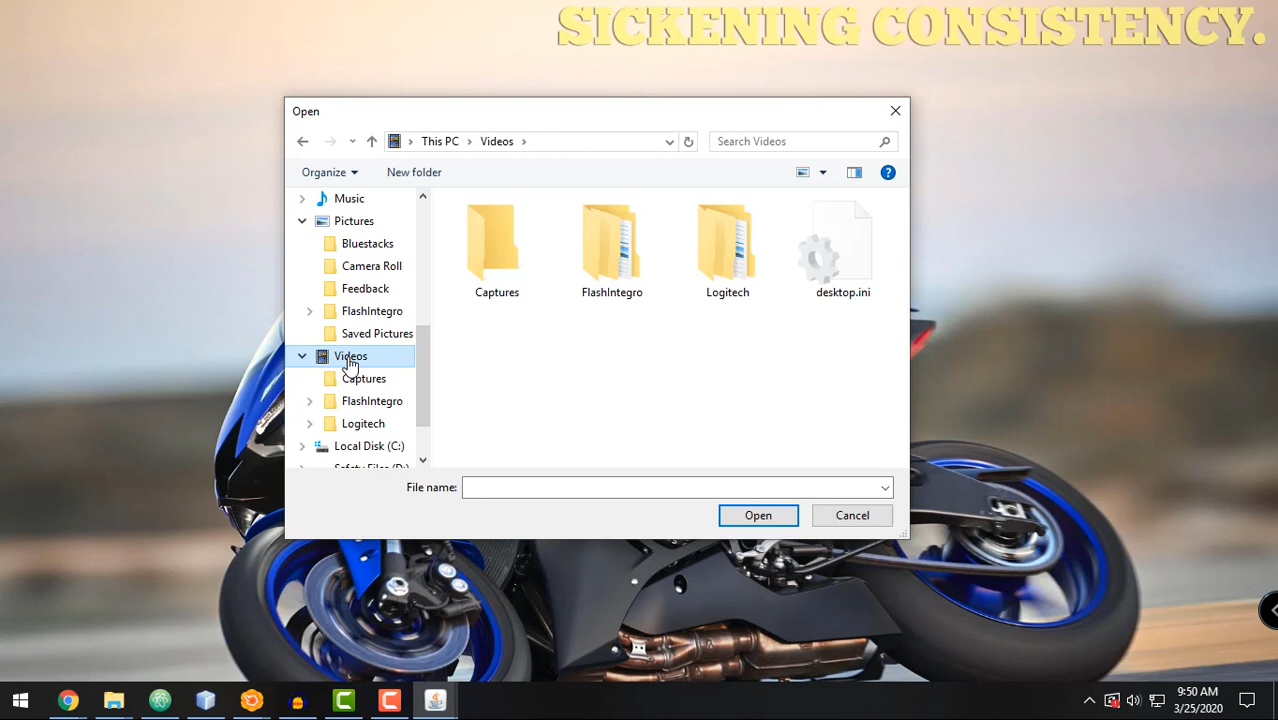 SICKENING CONSISTENCY.
Open
This PC
Videos
Search Videos
Organize
New folder
Music
Pictures
Bluestacks
Camera Roll
Feedback
FlashIntegro
Saved Pictures
Videos
Captures
FlashIntegro
Logitech
Local Disk (C:)
Safety Files (D:)
Captures
FlashIntegro
Logitech
desktop.ini
File name:
Open
Cancel
9:50 AM
3/25/2020